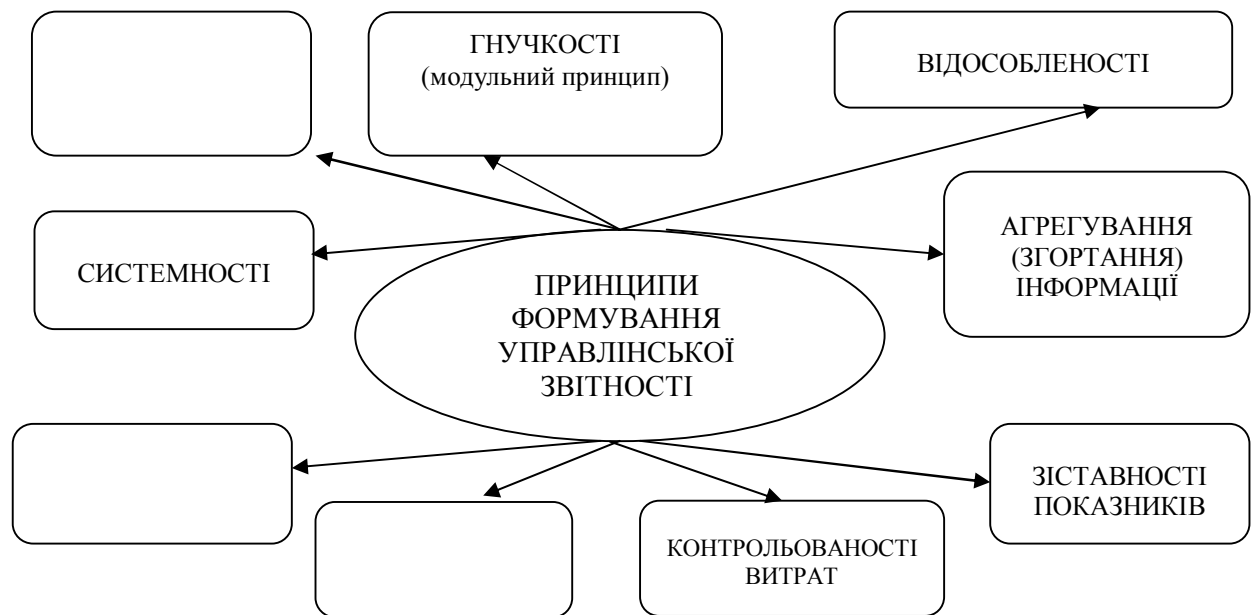 ГНУЧКОСТІ
(модульний принцип)
ВІДОСОБЛЕНОСТІ
СИСТЕМНОСТІ
АГРЕГУВАННЯ
(ЗГОРТАННЯ)
ІНФОРМАЦІЇ
ПРИНЦИПИ
ФОРМУВАННЯ
УПРАВЛІНСЬКОЇ
ЗВІТНОСТІ
ЗІСТАВНОСТІ
ПОКАЗНИКІВ
КОНТРОЛЬОВАНОСТІ
ВИТРАТ